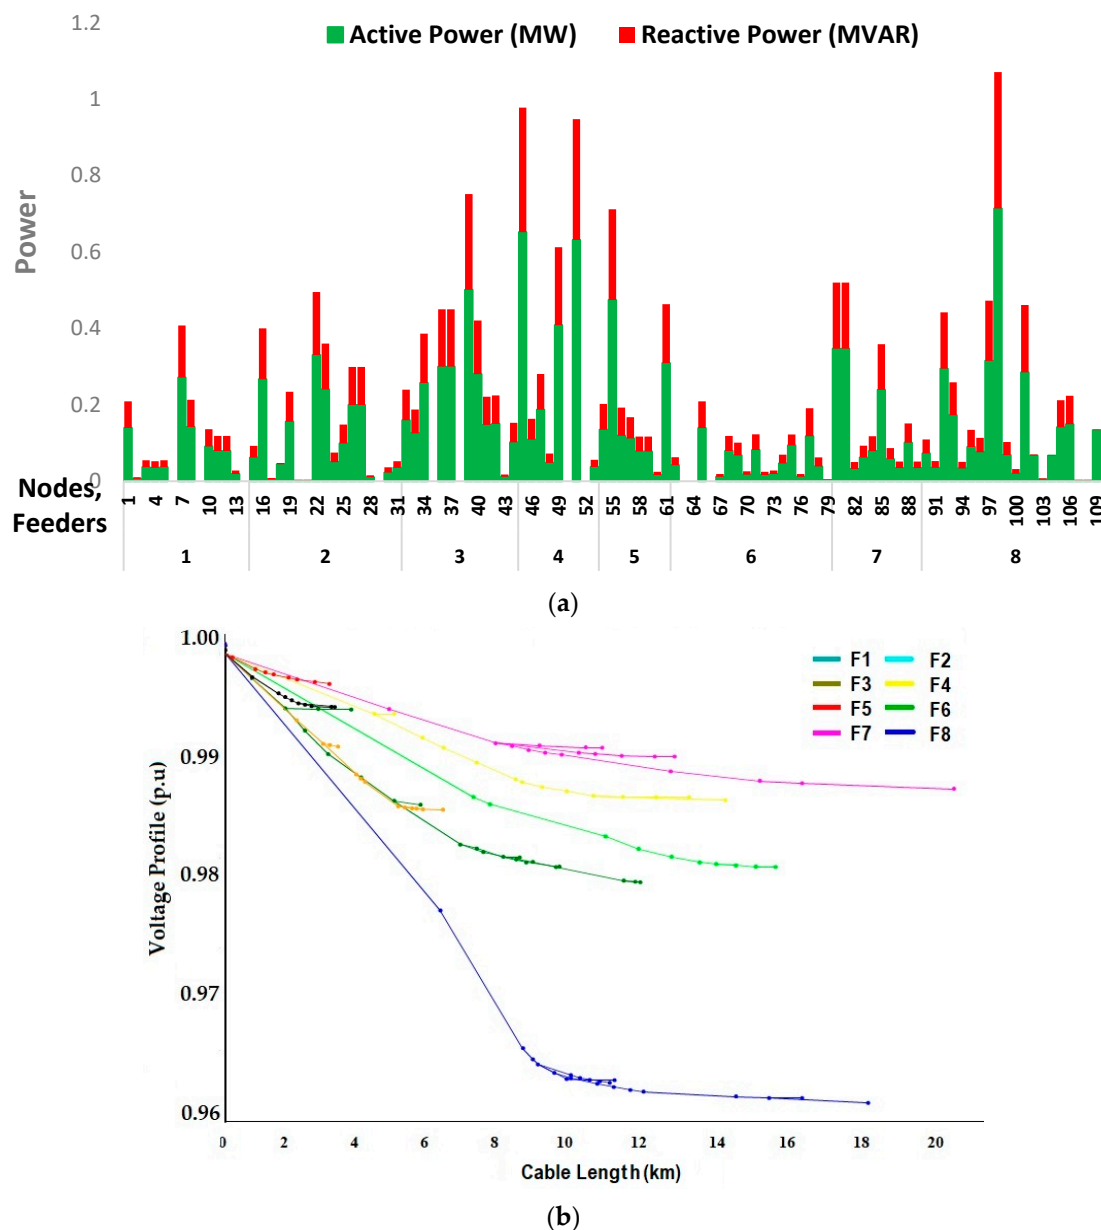 1.2
Active Power (MW) Reactive Power (MVAR)
1
0.8
Power
0.6
0.4
0.2
0
Nodes, 1 4 7 10 13 16 19 22 25 28 31 34 37 40 43 46 49 52 55 58 61 64 67 70 73 76 79 82 85 88 91 94 97 100 103 106 109
Feeders
1 2 3 4 5 6 7 8
(a)
1.00
F1 F2
F3 F4
F5 F6
F7 F8
0.99
Voltage Profile (p.u)
0.98
0.97
0.96
0 2 4 6 8 10 12 14 16 18 20
Cable Length (km)
(b)